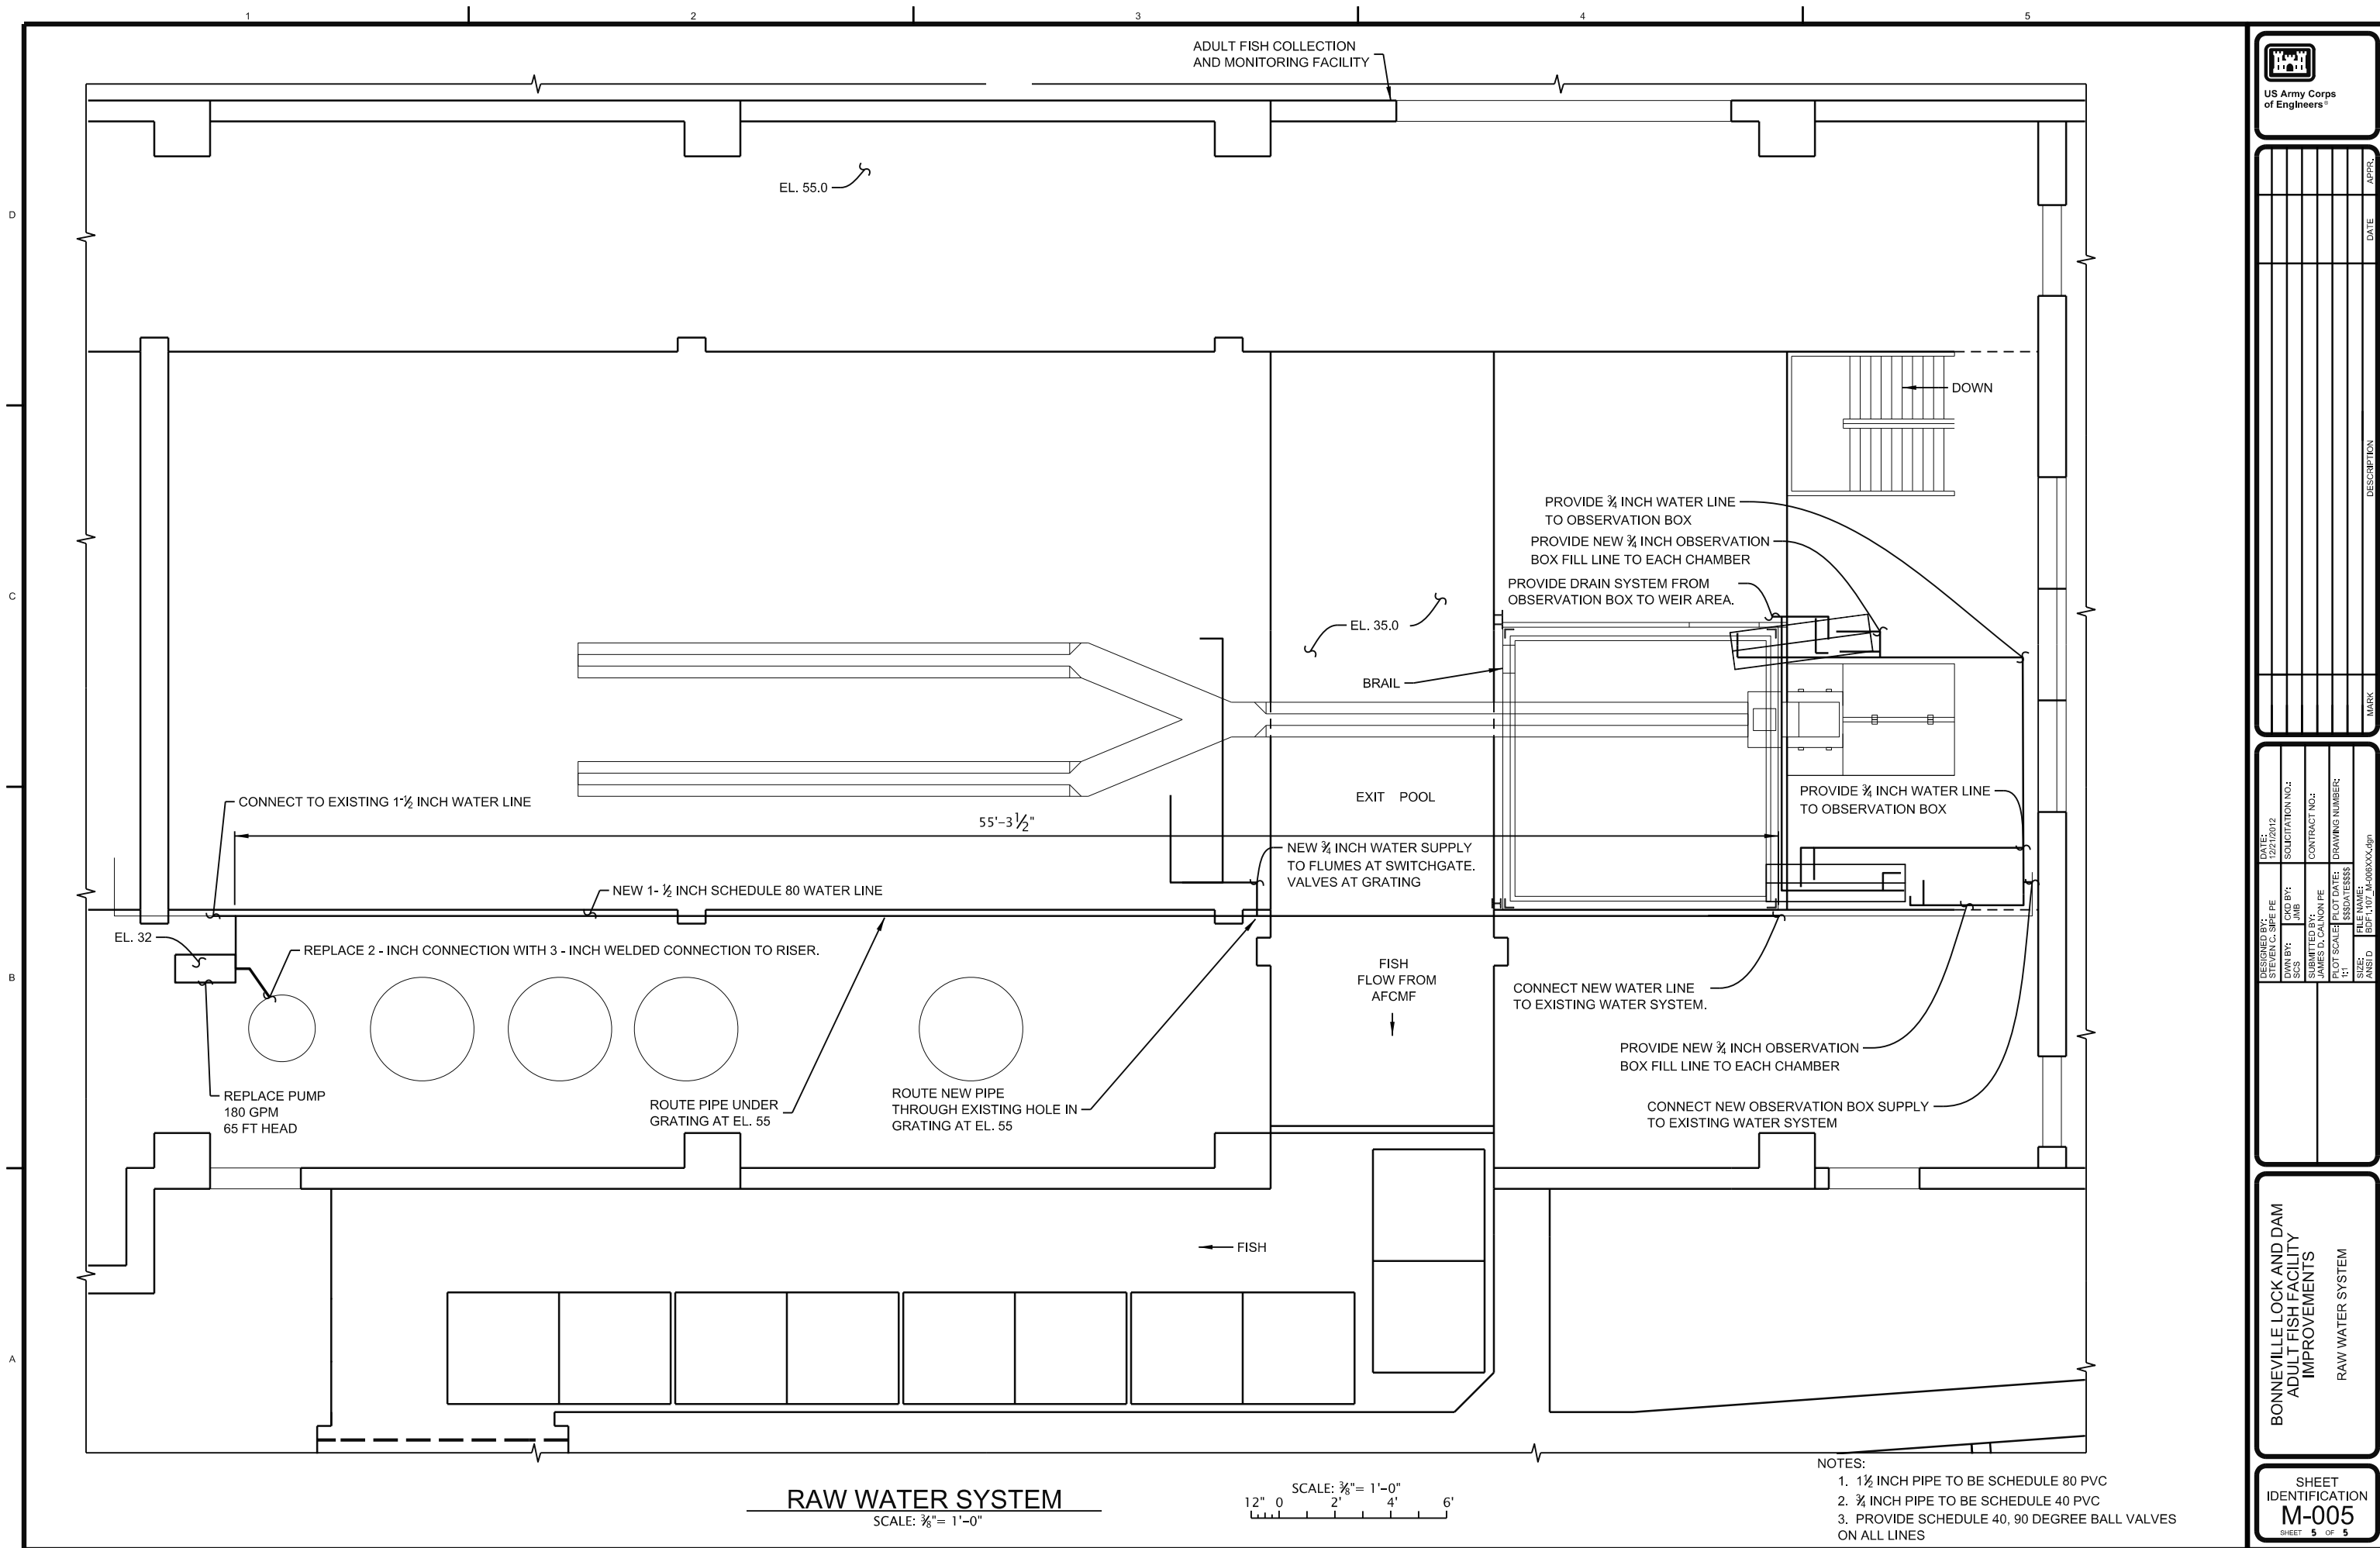 1
2
3
4
5
ADULT FISH COLLECTION
AND MONITORING FACILITY
EL. 55.0
D
DOWN
PROVIDE ¾ INCH WATER LINE
TO OBSERVATION BOX
PROVIDE NEW ¾ INCH OBSERVATION
BOX FILL LINE TO EACH CHAMBER
PROVIDE DRAIN SYSTEM FROM
OBSERVATION BOX TO WEIR AREA.
C
EL. 35.0
BRAIL
EXIT POOL
CONNECT TO EXISTING 1-½ INCH WATER LINE
55'-3½"
PROVIDE ¾ INCH WATER LINE
TO OBSERVATION BOX
NEW ¾ INCH WATER SUPPLY
TO FLUMES AT SWITCHGATE.
VALVES AT GRATING
NEW 1- ½ INCH SCHEDULE 80 WATER LINE
EL. 32
REPLACE 2 - INCH CONNECTION WITH 3 - INCH WELDED CONNECTION TO RISER.
B
FISH
FLOW FROM
AFCMF
CONNECT NEW WATER LINE
TO EXISTING WATER SYSTEM.
PROVIDE NEW ¾ INCH OBSERVATION
BOX FILL LINE TO EACH CHAMBER
REPLACE PUMP
180 GPM
65 FT HEAD
ROUTE PIPE UNDER
GRATING AT EL. 55
ROUTE NEW PIPE
THROUGH EXISTING HOLE IN
GRATING AT EL. 55
CONNECT NEW OBSERVATION BOX SUPPLY
TO EXISTING WATER SYSTEM
FISH
A
RAW WATER SYSTEM
SCALE: ⅜"= 1'-0"
SCALE: ⅜"= 1'-0"
12" 0 2' 4' 6'
NOTES:
1. 1½ INCH PIPE TO BE SCHEDULE 80 PVC
2. ¾ INCH PIPE TO BE SCHEDULE 40 PVC
3. PROVIDE SCHEDULE 40, 90 DEGREE BALL VALVES
ON ALL LINES
US Army Corps
of Engineers®
MARK
DESCRIPTION
DATE
APPR.
DESIGNED BY:
STEVEN C. SIPE PE
DATE:
12/21/2012
DWN BY:
SCS
CKD BY:
JMB
SOLICITATION NO.:
SUBMITTED BY:
JAMES D. CALNON PE
CONTRACT NO.:
PLOT SCALE:
1:1
PLOT DATE:
$$$DATE$$$$
DRAWING NUMBER:
SIZE:
ANSI D
FILE NAME:
BONNEVILLE LOCK AND DAM
ADULT FISH FACILITY
IMPROVEMENTS
RAW WATER SYSTEM
SHEET
IDENTIFICATION
M-005
SHEET 5 OF 5